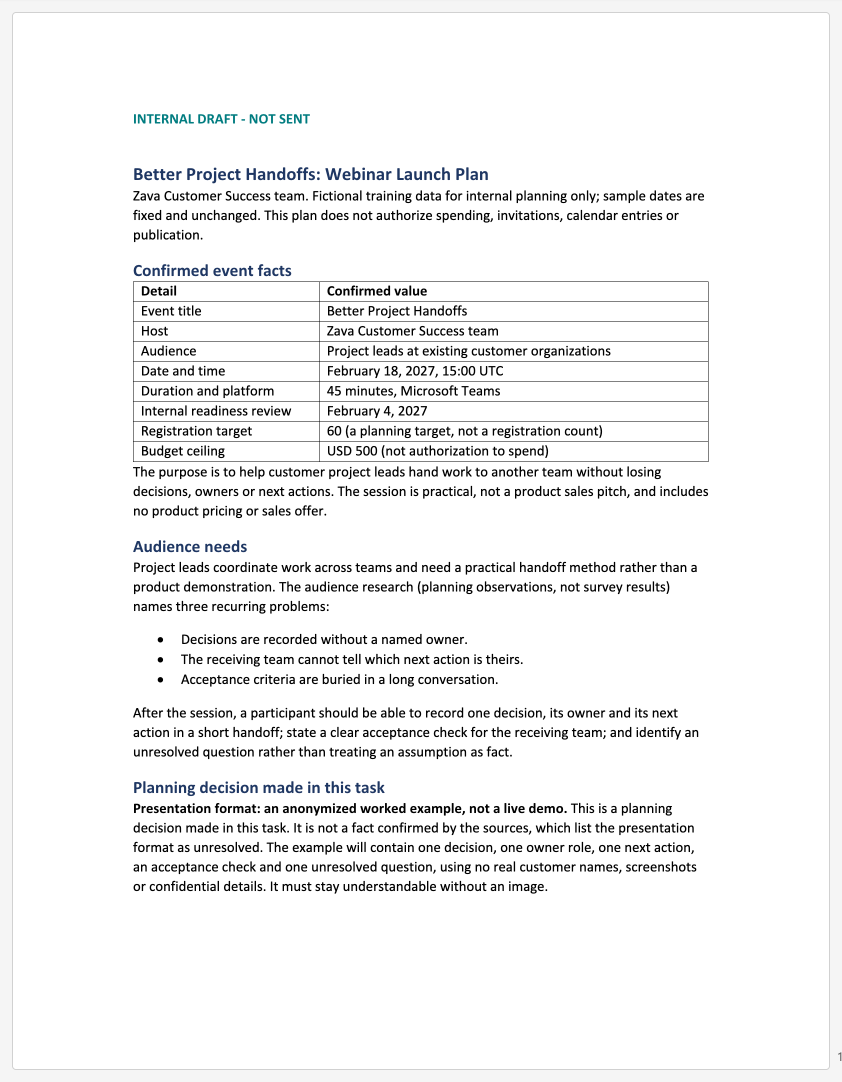 INTERNAL DRAFT - NOT SENT
Better Project Handoffs: Webinar Launch Plan
Zava Customer Success team. Fictional training data for internal planning only; sample dates are
fixed and unchanged. This plan does not authorize spending, invitations, calendar entries or
publication.
Confirmed event facts
Detail Confirmed value
Event title Better Project Handoffs
Host Zava Customer Success team
Audience Project leads at existing customer organizations
Date and time February 18, 2027, 15:00 UTC
Duration and platform 45 minutes, Microsoft Teams
Internal readiness review February 4, 2027
Registration target 60 (a planning target, not a registration count)
Budget ceiling USD 500 (not authorization to spend)
The purpose is to help customer project leads hand work to another team without losing
decisions, owners or next actions. The session is practical, not a product sales pitch, and includes
no product pricing or sales offer.
Audience needs
Project leads coordinate work across teams and need a practical handoff method rather than a
product demonstration. The audience research (planning observations, not survey results)
names three recurring problems:
• Decisions are recorded without a named owner.
• The receiving team cannot tell which next action is theirs.
• Acceptance criteria are buried in a long conversation.
After the session, a participant should be able to record one decision, its owner and its next
action in a short handoff; state a clear acceptance check for the receiving team; and identify an
unresolved question rather than treating an assumption as fact.
Planning decision made in this task
Presentation format: an anonymized worked example, not a live demo. This is a planning
decision made in this task. It is not a fact confirmed by the sources, which list the presentation
format as unresolved. The example will contain one decision, one owner role, one next action,
an acceptance check and one unresolved question, using no real customer names, screenshots
or confidential details. It must stay understandable without an image.
1